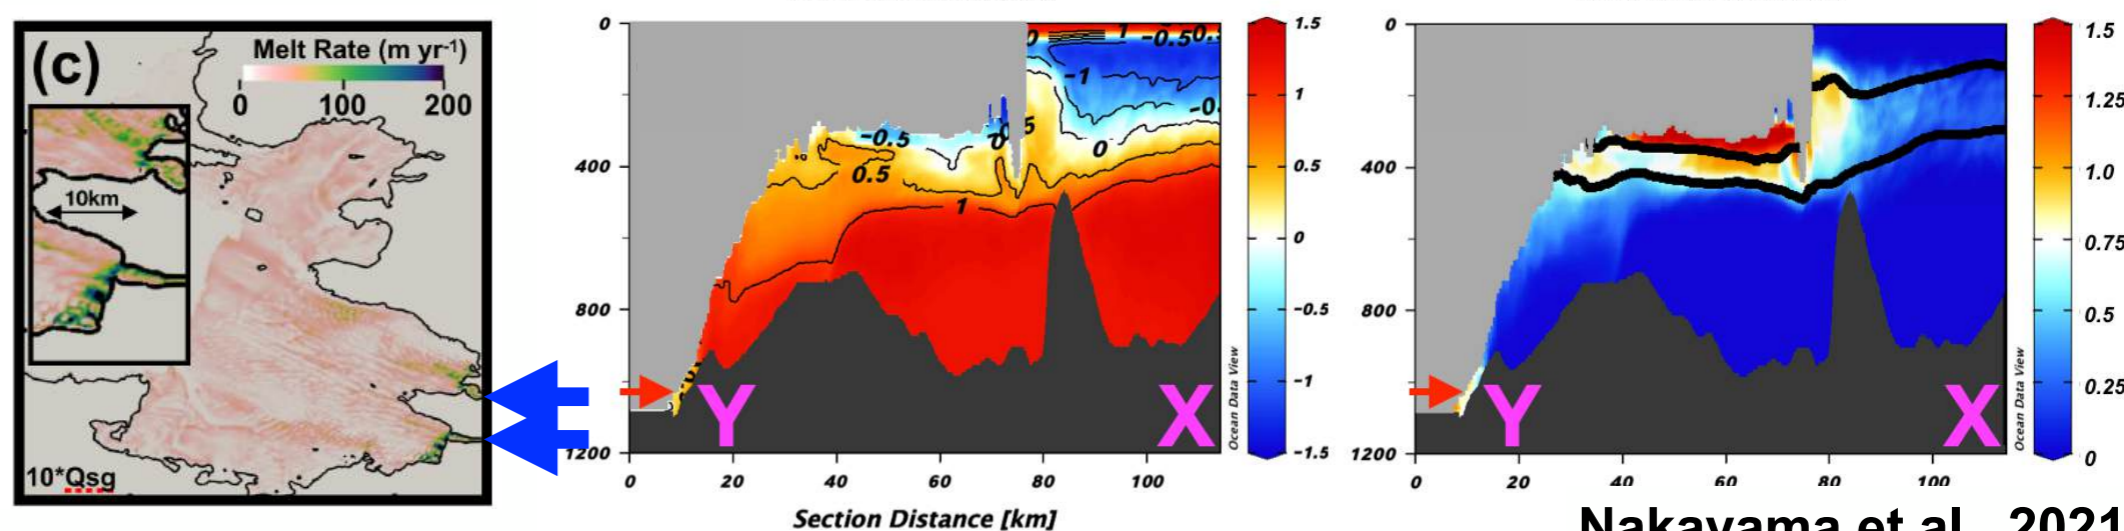 (c)
Melt Rate (m yr-1)
0 100 200
10km
10*Qsg
0
400
800
1200
0 20 40 60 80 100
Section Distance [km]
-0.5
0.5
1
0
-1
Y
X
Ocean Data View
1.5
1
0.5
0
-0.5
-1
-1.5
0
400
800
1200
0 20 40 60 80 100
Y
X
Ocean Data View
1.5
1.25
1.0
0.75
0.5
0.25
0
Nakayama et al., 2021